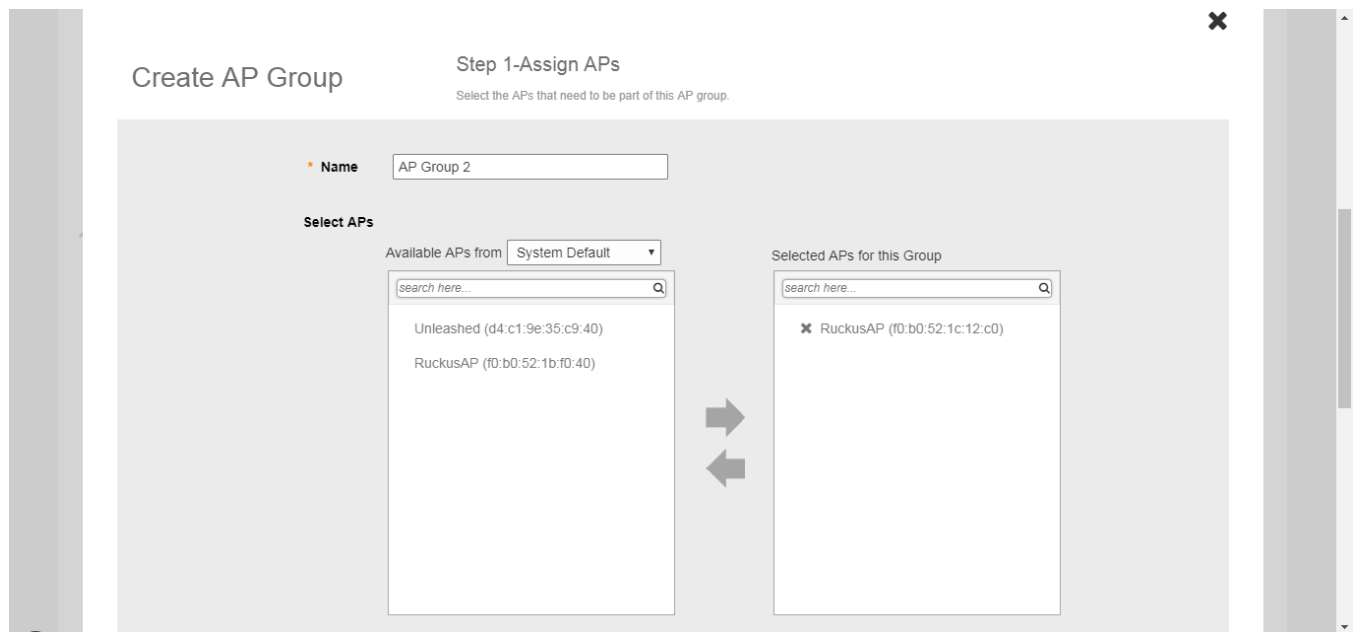 Create AP Group
Step 1-Assign APs
Select the APs that need to be part of this AP group.
* Name
AP Group 2
Select APs
Available APs from System Default
search here...
Unleashed (d4:c1:9e:35:c9:40)
RuckusAP (f0:b0:52:1b:f0:40)
Selected APs for this Group
search here...
RuckusAP (f0:b0:52:1c:12:c0)